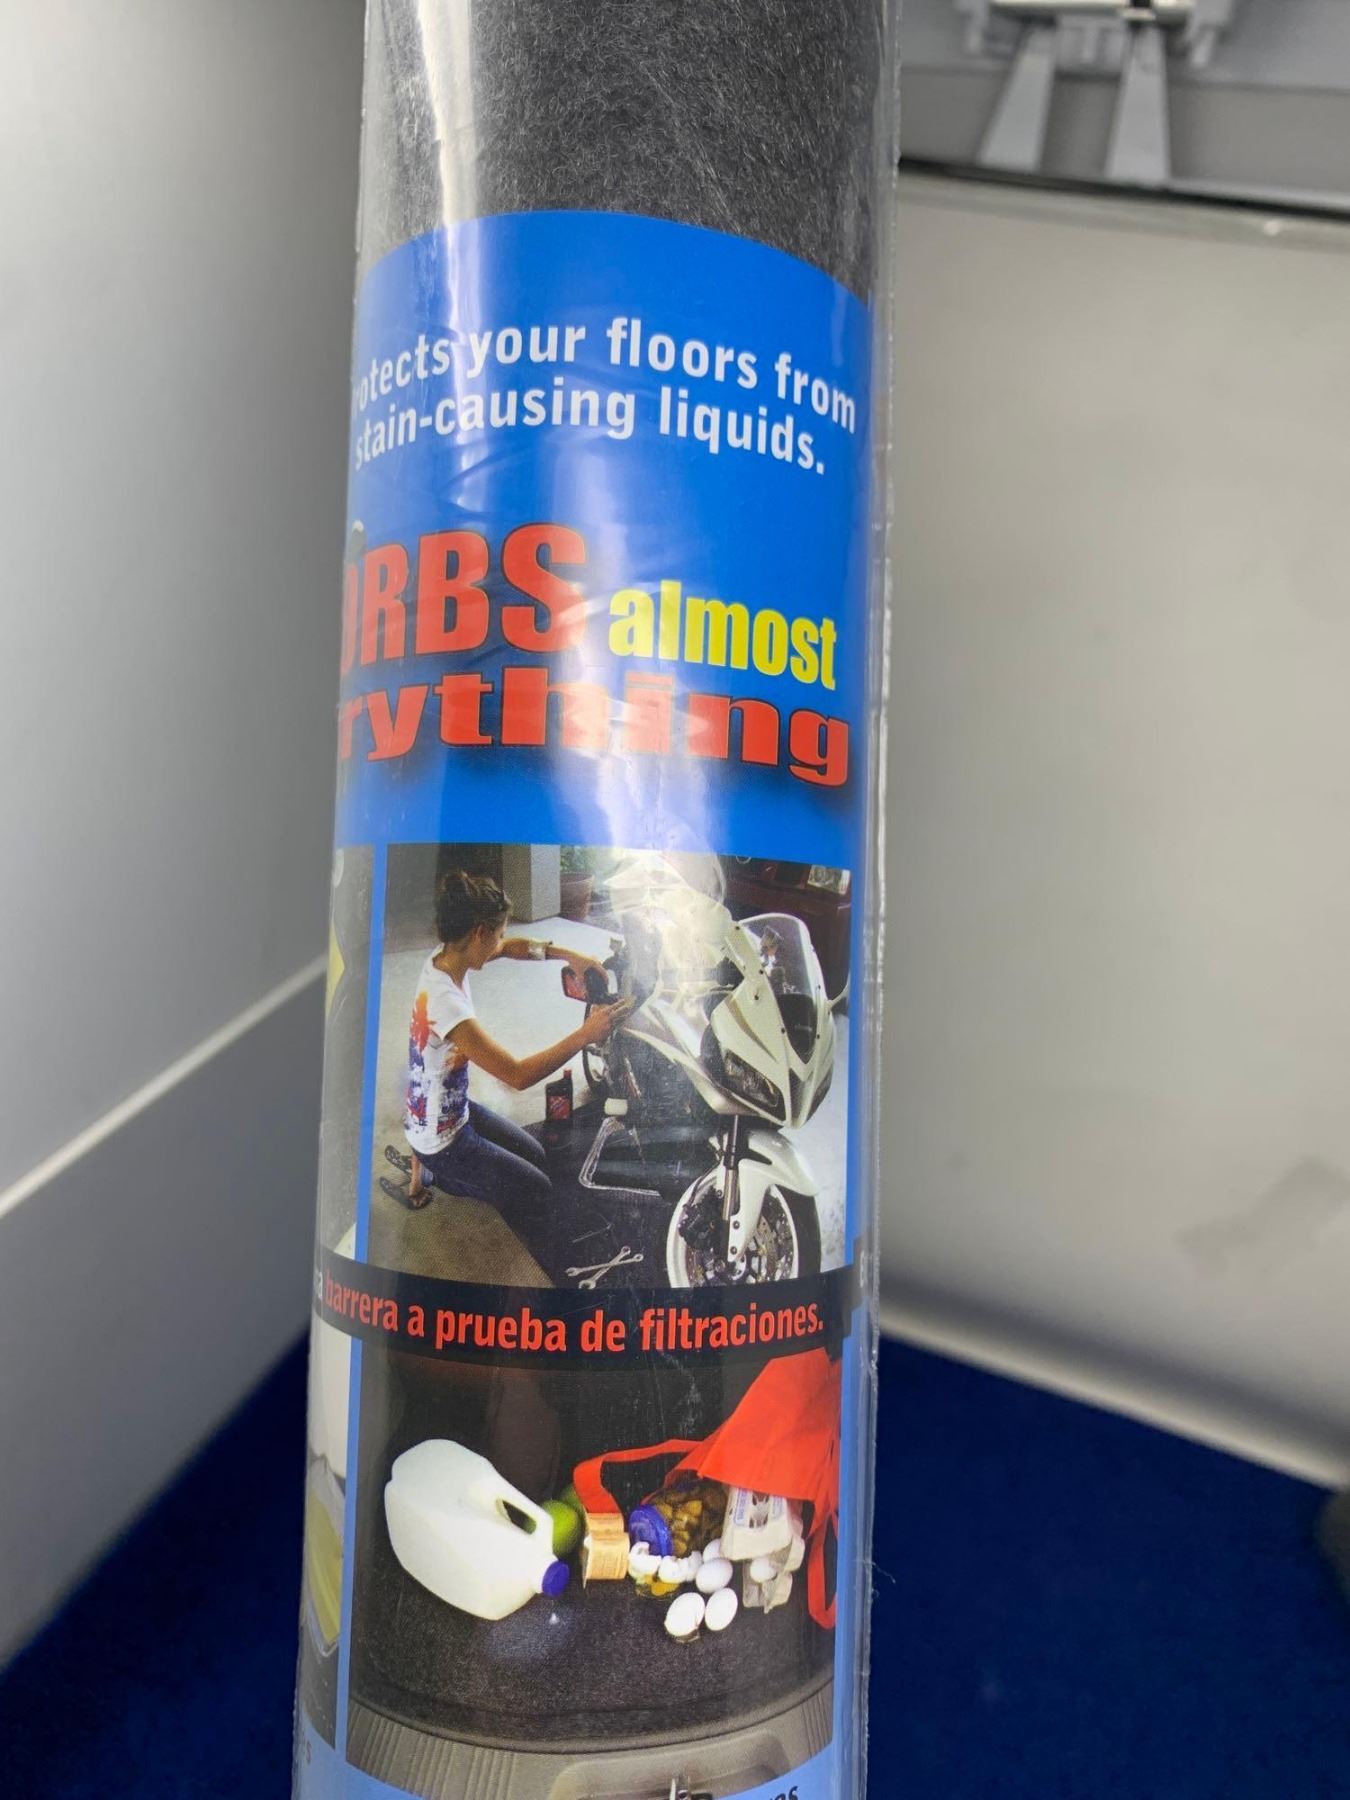 otects your floors from
stain-causing liquids.
ORBS almost
rything
a barrera a prueba de filtraciones.